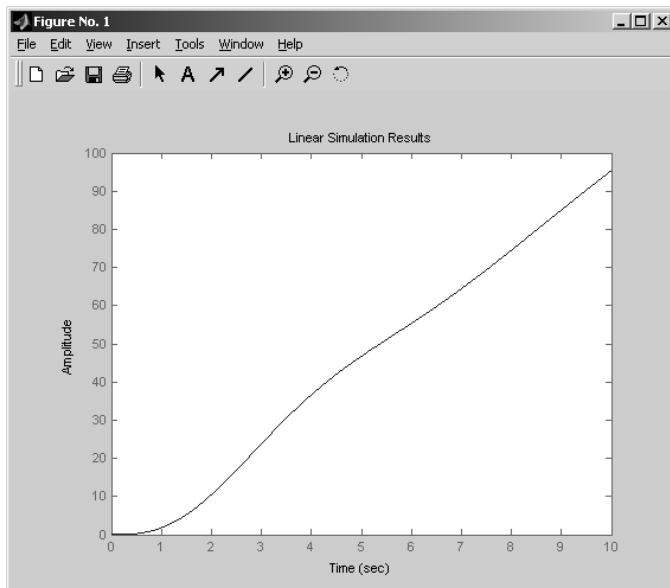 Figure No. 1
File Edit View Insert Tools Window Help
A
Linear Simulation Results
100
90
80
70
60
50
40
30
20
10
0
Amplitude
0 1 2 3 4 5 6 7 8 9 10
Time (sec)